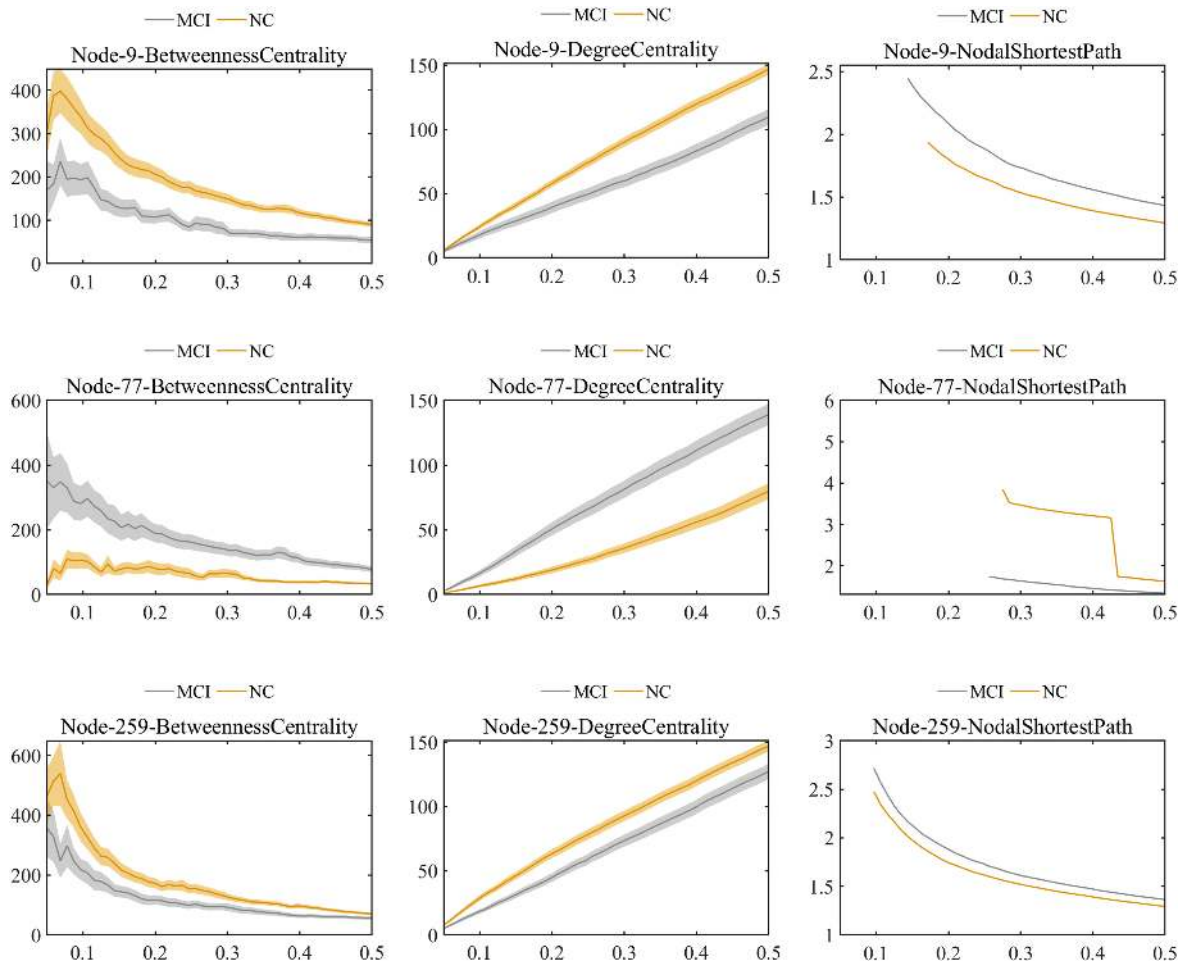 MCI NC
Node-9-BetweennessCentrality
400
300
200
100
0
0.1 0.2 0.3 0.4 0.5
MCI NC
Node-9-DegreeCentrality
150
100
50
0
0.1 0.2 0.3 0.4 0.5
MCI NC
Node-9-NodalShortestPath
2.5
2
1.5
1
0.1 0.2 0.3 0.4 0.5
MCI NC
Node-77-BetweennessCentrality
600
400
200
0
0.1 0.2 0.3 0.4 0.5
MCI NC
Node-77-DegreeCentrality
150
100
50
0
0.1 0.2 0.3 0.4 0.5
MCI NC
Node-77-NodalShortestPath
6
5
4
3
2
0.1 0.2 0.3 0.4 0.5
MCI NC
Node-259-BetweennessCentrality
600
400
200
0
0.1 0.2 0.3 0.4 0.5
MCI NC
Node-259-DegreeCentrality
150
100
50
0
0.1 0.2 0.3 0.4 0.5
MCI NC
Node-259-NodalShortestPath
3
2.5
2
1.5
1
0.1 0.2 0.3 0.4 0.5